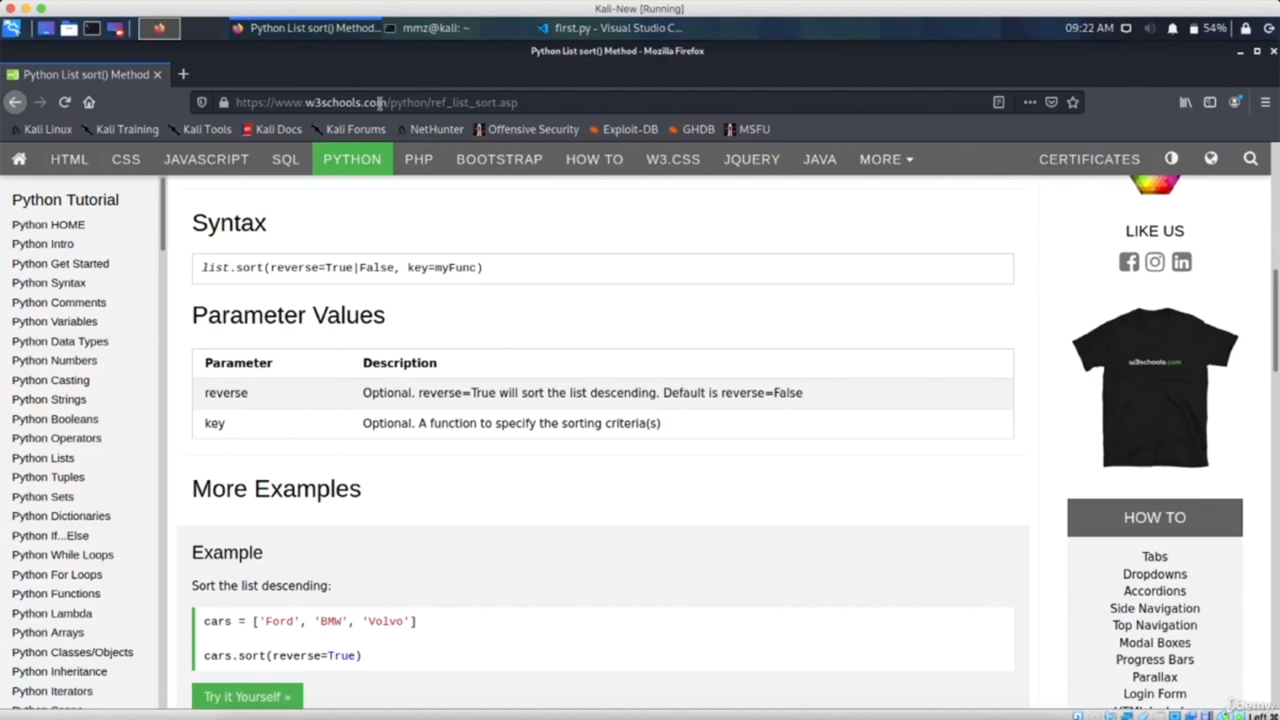 Kali-New [Running]
Python List sort() Method...
mmz@kali: ~
first.py - Visual Studio C...
09:22 AM
54%
Python List sort() Method - Mozilla Firefox
Python List sort() Method
https://www.w3schools.com/python/ref_list_sort.asp
Kali Linux
Kali Training
Kali Tools
Kali Docs
Kali Forums
NetHunter
Offensive Security
Exploit-DB
GHDB
MSFU
HTML
CSS
JAVASCRIPT
SQL
PYTHON
PHP
BOOTSTRAP
HOW TO
W3.CSS
JQUERY
JAVA
MORE
CERTIFICATES
Python Tutorial
Python HOME
Python Intro
Python Get Started
Python Syntax
Python Comments
Python Variables
Python Data Types
Python Numbers
Python Casting
Python Strings
Python Booleans
Python Operators
Python Lists
Python Tuples
Python Sets
Python Dictionaries
Python If...Else
Python While Loops
Python For Loops
Python Functions
Python Lambda
Python Arrays
Python Classes/Objects
Python Inheritance
Python Iterators
Syntax
list.sort(reverse=True|False, key=myFunc)
Parameter Values
Parameter Description
reverse Optional. reverse=True will sort the list descending. Default is reverse=False
key Optional. A function to specify the sorting criteria(s)
More Examples
Example
Sort the list descending:
cars = ['Ford', 'BMW', 'Volvo']
cars.sort(reverse=True)
Try it Yourself »
LIKE US
w3schools.com
HOW TO
Tabs
Dropdowns
Accordions
Side Navigation
Top Navigation
Modal Boxes
Progress Bars
Parallax
Login Form
Udemy
Left ⌘